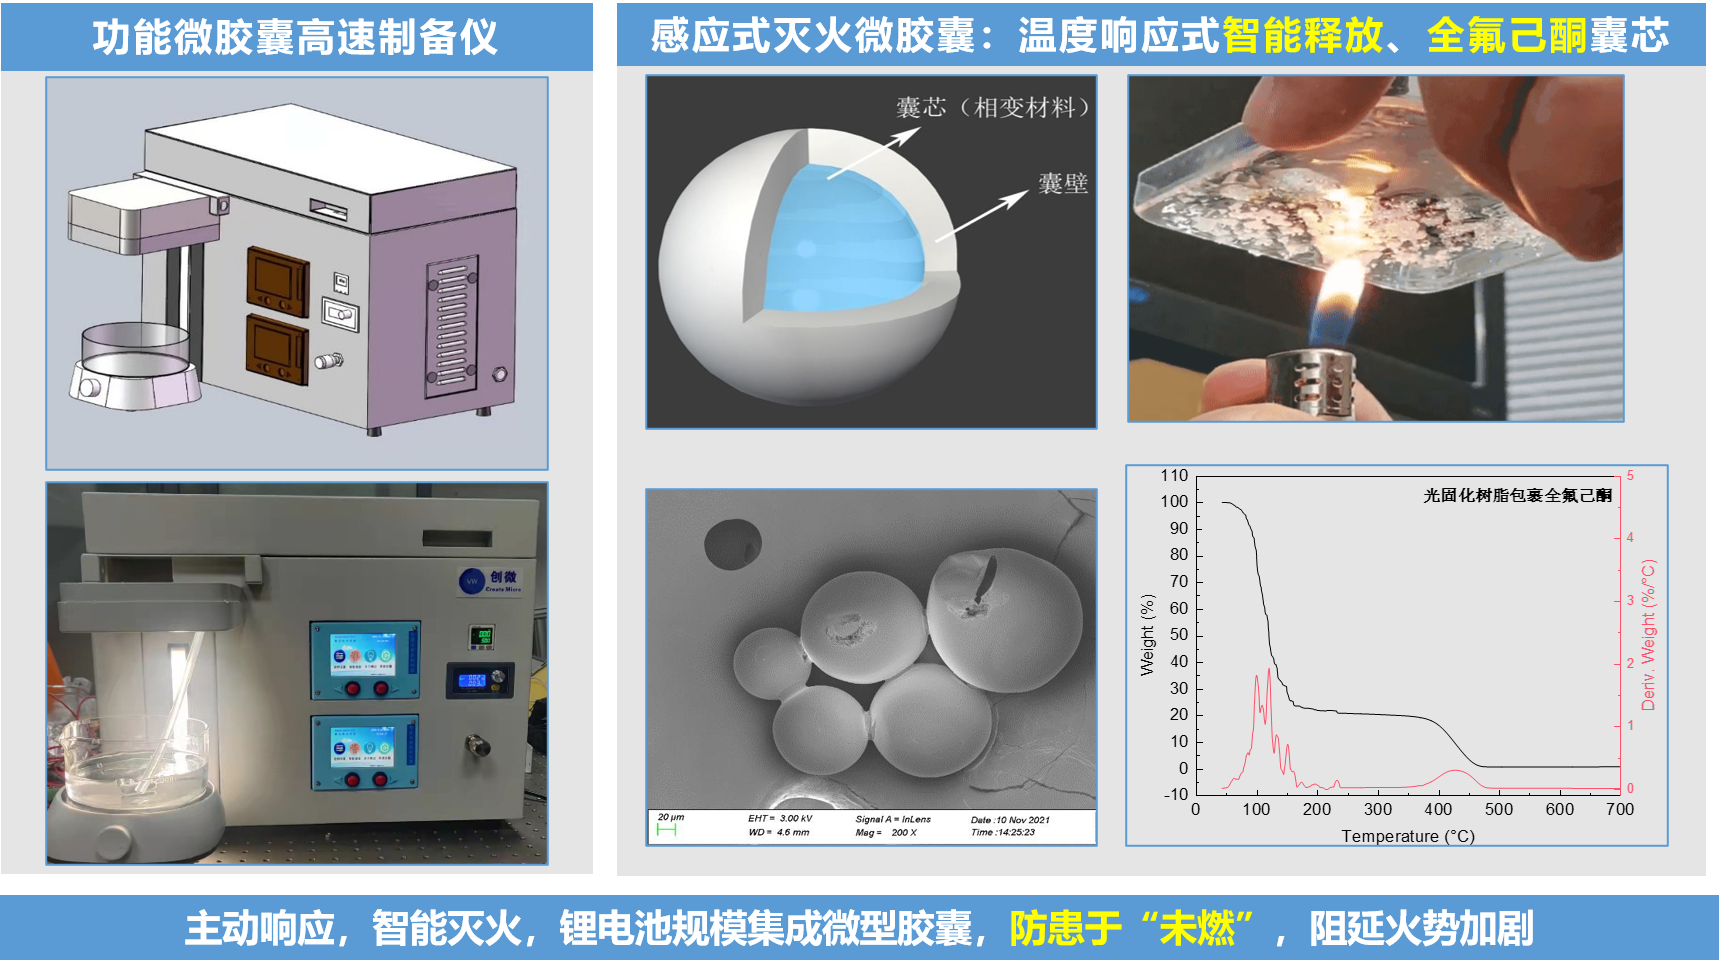 功能微胶囊高速制备仪
感应式灭火微胶囊：温度响应式智能释放、全氟己酮囊芯
囊芯（相变材料）
囊壁
VW
创微
Create Micro
20 µm
EHT = 3.00 kV
WD = 4.6 mm
Signal A = InLens
Mag = 200 X
Date :10 Nov 2021
Time :14:25:23
光固化树脂包裹全氟己酮
Weight (%)
110
100
90
80
70
60
50
40
30
20
10
0
-10
0 100 200 300 400 500 600 700
Temperature (°C)
5
4
3
2
1
0
Deriv. Weight (%/°C)
主动响应，智能灭火，锂电池规模集成微型胶囊，防患于“未燃”，阻延火势加剧